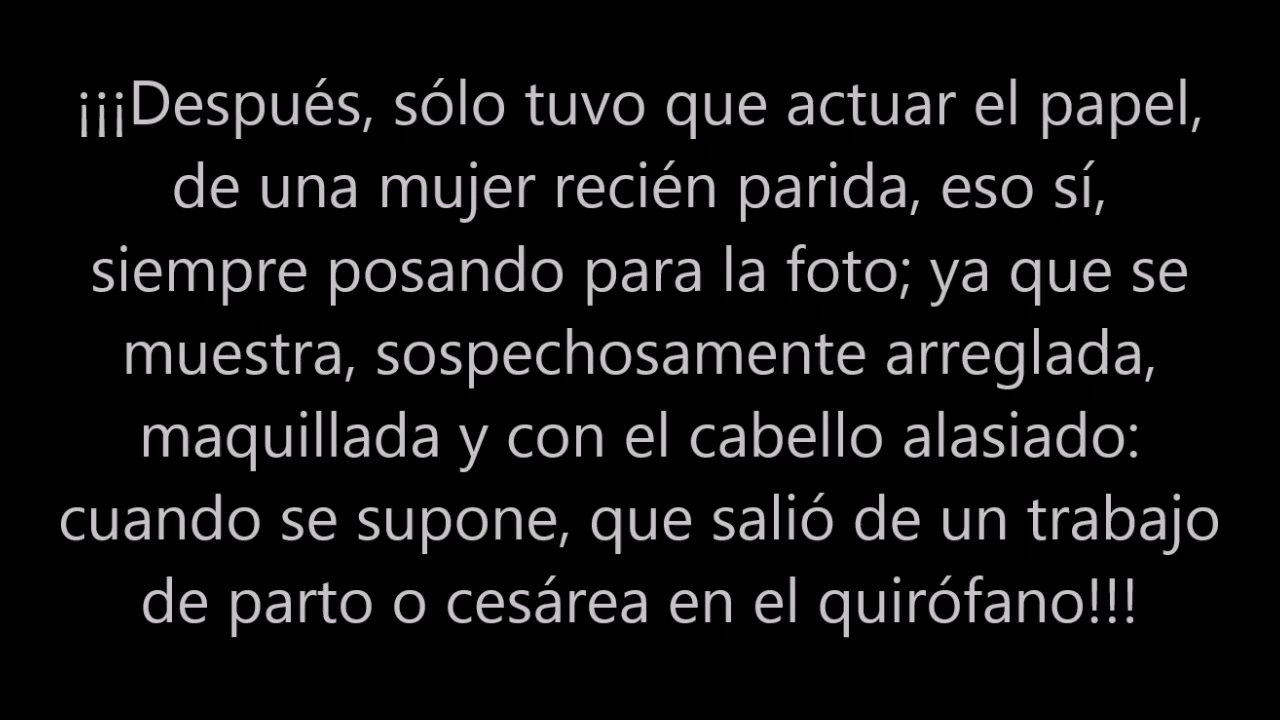 ¡¡¡Después, sólo tuvo que actuar el papel,
de una mujer recién parida, eso sí,
siempre posando para la foto; ya que se
muestra, sospechosamente arreglada,
maquillada y con el cabello alasiado:
cuando se supone, que salió de un trabajo
de parto o cesárea en el quirófano!!!